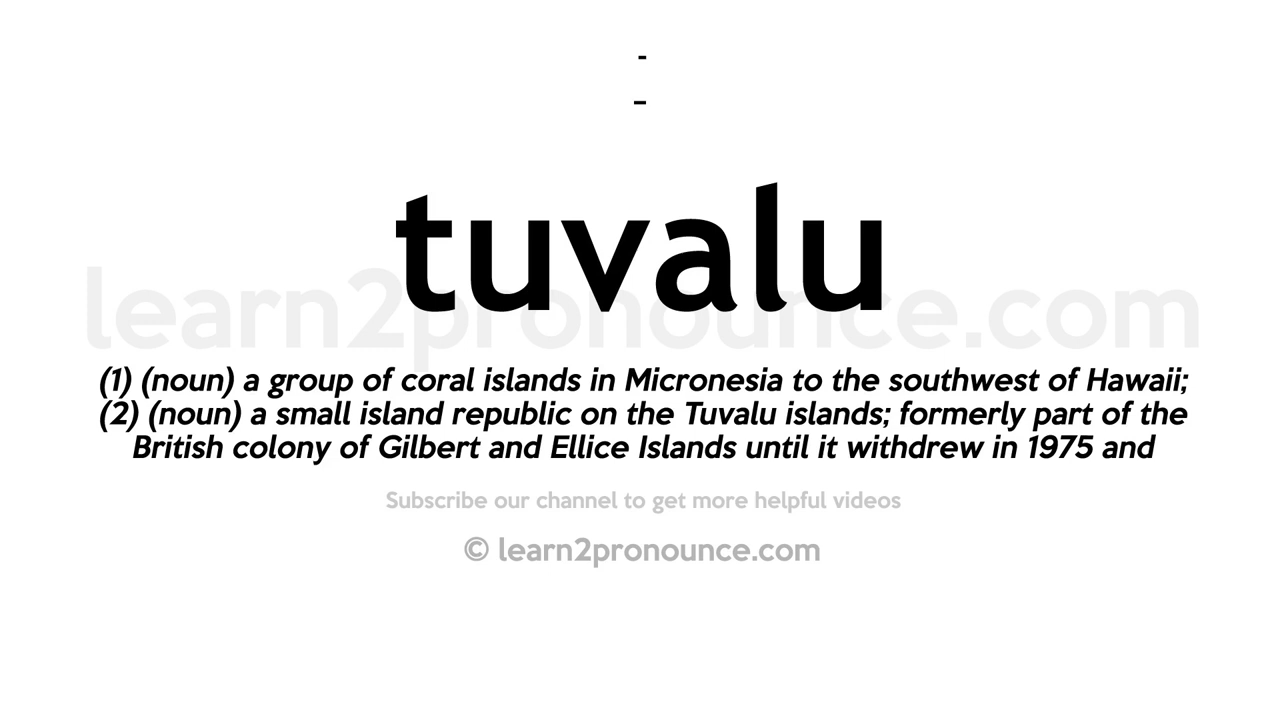 -
–
tuvalu
learn2pronounce.com
(1) (noun) a group of coral islands in Micronesia to the southwest of Hawaii;
(2) (noun) a small island republic on the Tuvalu islands; formerly part of the
British colony of Gilbert and Ellice Islands until it withdrew in 1975 and
Subscribe our channel to get more helpful videos
© learn2pronounce.com